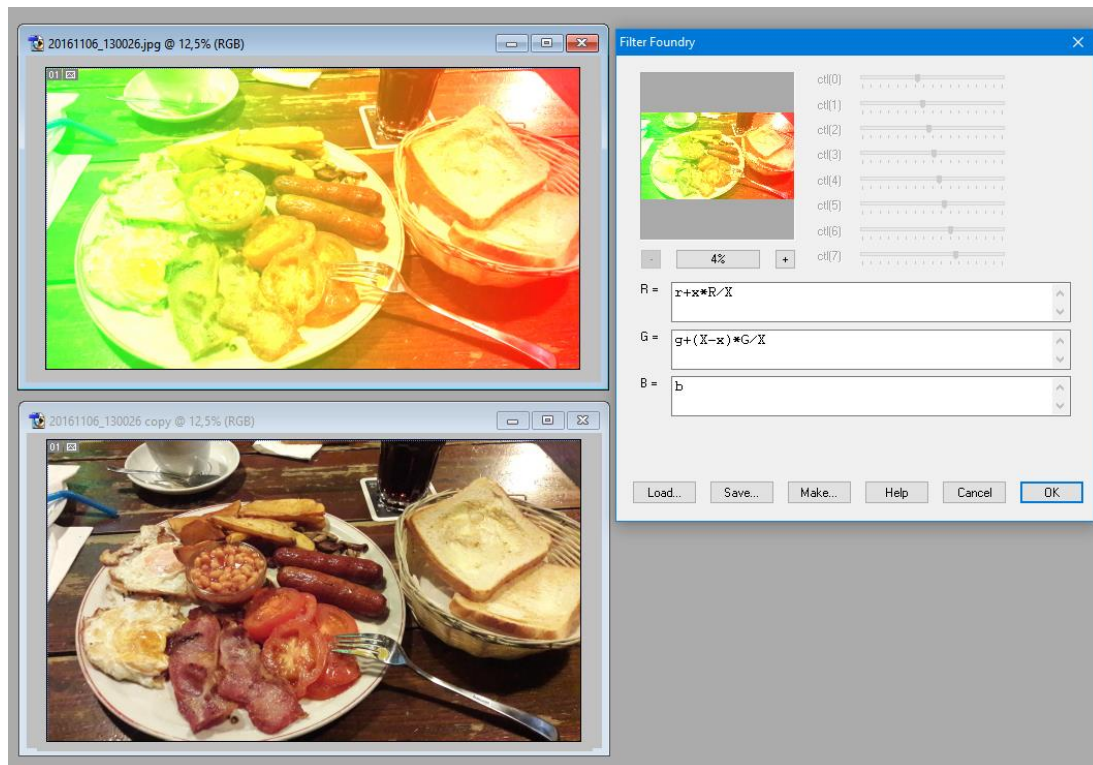 20161106_130026.jpg @ 12,5% (RGB)
01
20161106_130026 copy @ 12,5% (RGB)
01
Filter Foundry
ctl[0]
ctl[1]
ctl[2]
ctl[3]
ctl[4]
ctl[5]
ctl[6]
ctl[7]
- 4% +
R = r+x*R/X
G = g+(X-x)*G/X
B = b
Load... Save... Make... Help Cancel OK